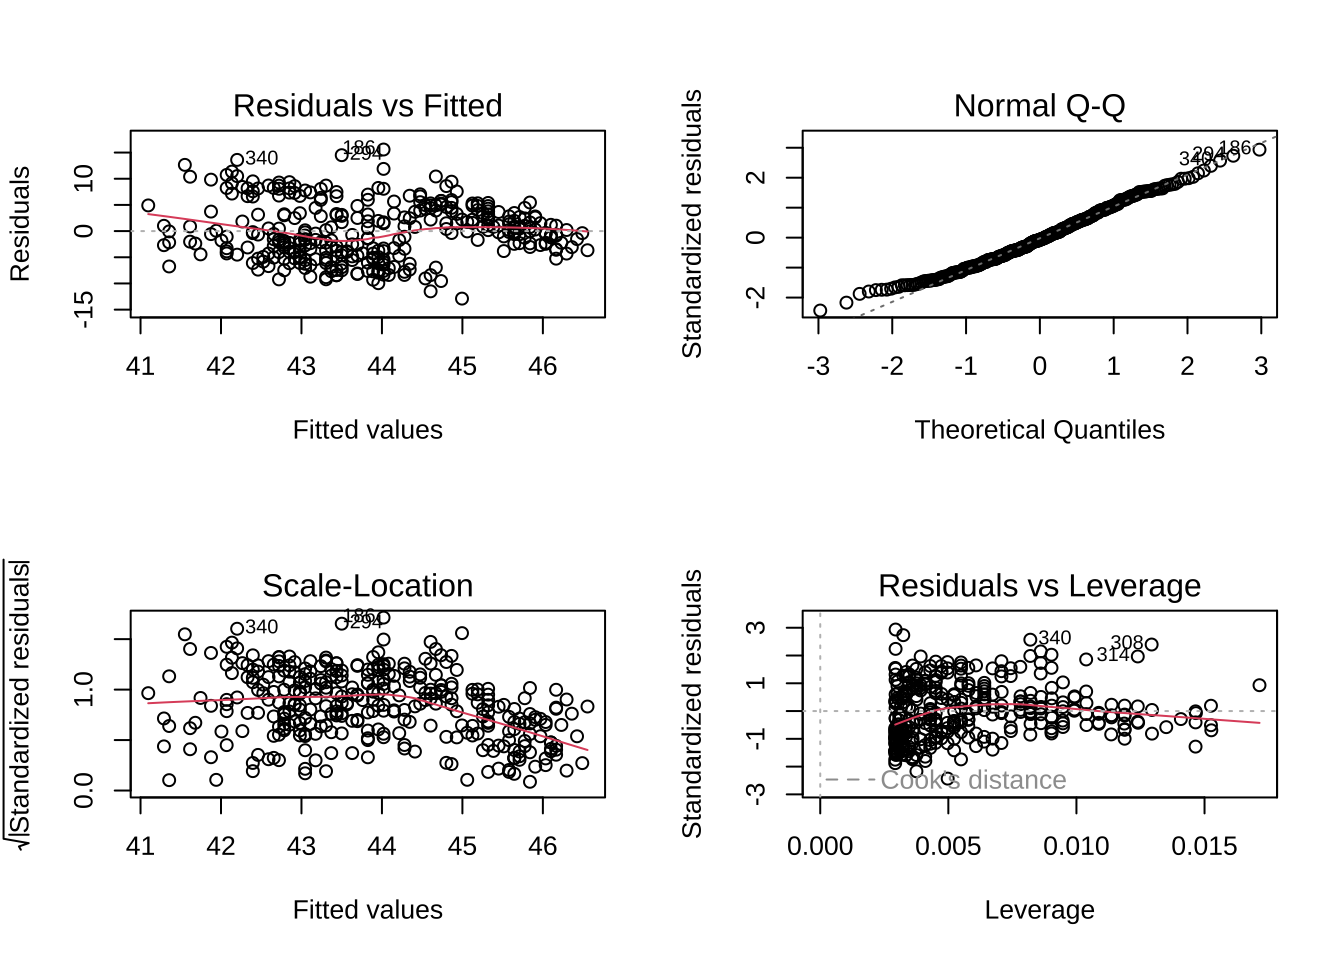 Residuals vs Fitted
Residuals
10
0
-15
340
186
294
41 42 43 44 45 46
Fitted values
Normal Q-Q
Standardized residuals
2
0
-2
340
294
186
-3 -2 -1 0 1 2 3
Theoretical Quantiles
Scale-Location
√|Standardized residuals|
1.0
0.0
340
186
294
41 42 43 44 45 46
Fitted values
Residuals vs Leverage
Standardized residuals
3
1
-1
-3
340
308
314
Cook's distance
0.000 0.005 0.010 0.015
Leverage